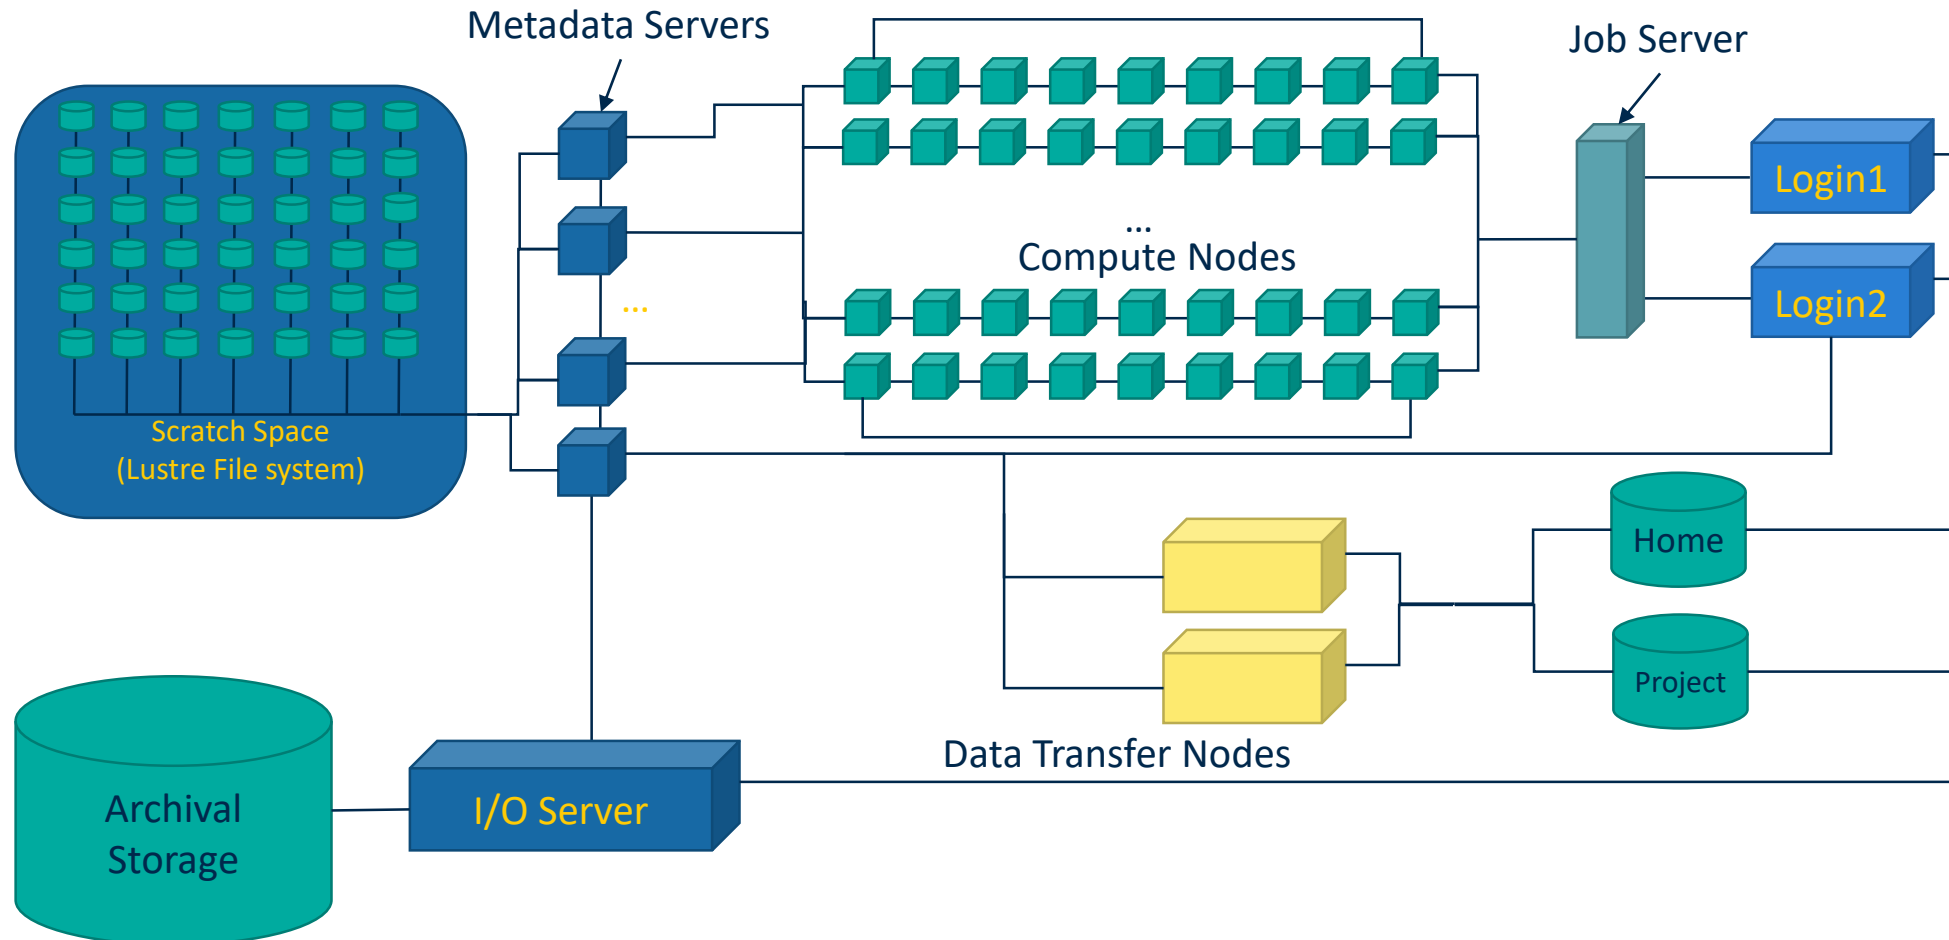 Metadata Servers
Job Server
Login1
...
Compute Nodes
Login2
...
Scratch Space
(Lustre File system)
Home
Project
Data Transfer Nodes
I/O Server
Archival
Storage